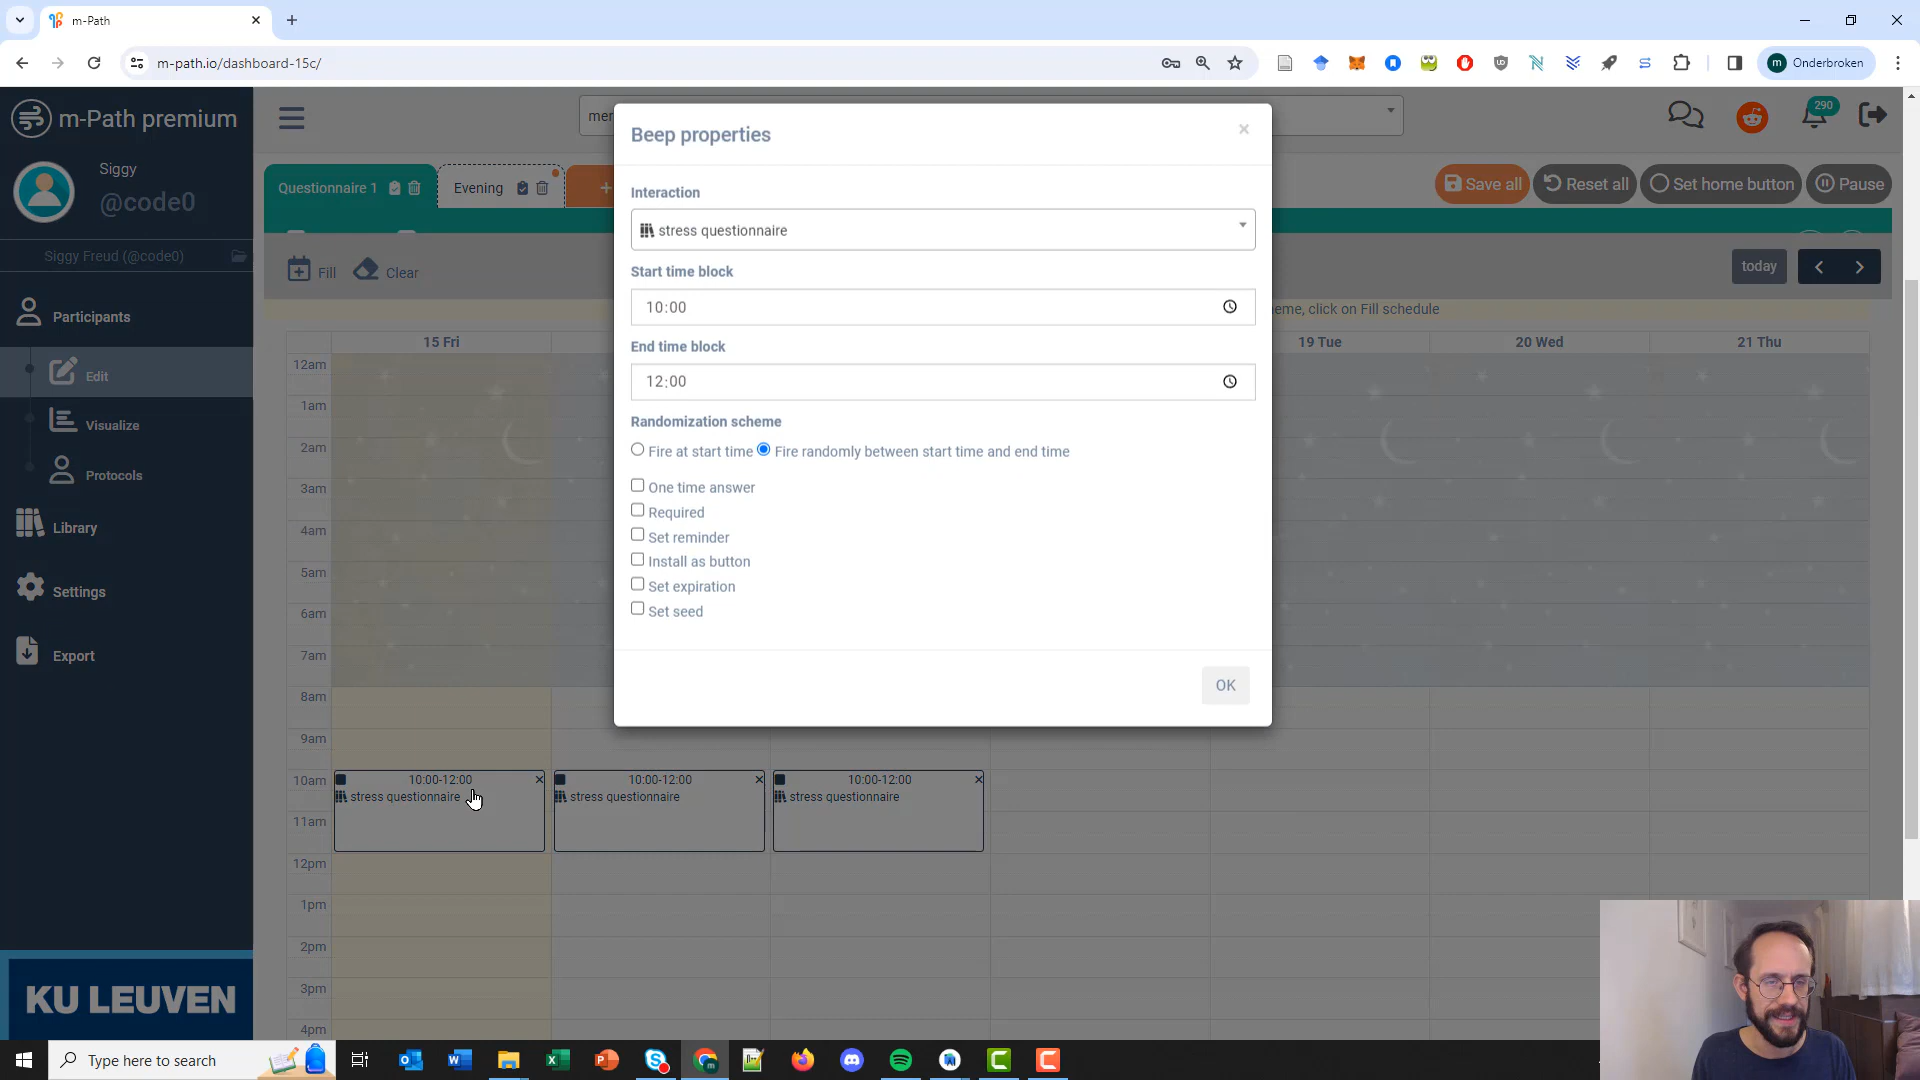 m-Path
m-path.io/dashboard-15c/
m
Onderbroken
m-Path premium
Siggy
@code0
Siggy Freud (@code0)
Participants
Edit
Visualize
Protocols
Library
Settings
Export
KU LEUVEN
mer
290
Questionnaire 1
Evening
+
Save all
Reset all
Set home button
Pause
Fill
Clear
today
eme, click on Fill schedule
15 Fri
19 Tue
20 Wed
21 Thu
12am
1am
2am
3am
4am
5am
6am
7am
8am
9am
10am
11am
12pm
1pm
2pm
3pm
4pm
10:00-12:00
stress questionnaire
10:00-12:00
stress questionnaire
10:00-12:00
stress questionnaire
Beep properties
Interaction
stress questionnaire
Start time block
10:00
End time block
12:00
Randomization scheme
Fire at start time Fire randomly between start time and end time
One time answer
Required
Set reminder
Install as button
Set expiration
Set seed
OK
Type here to search